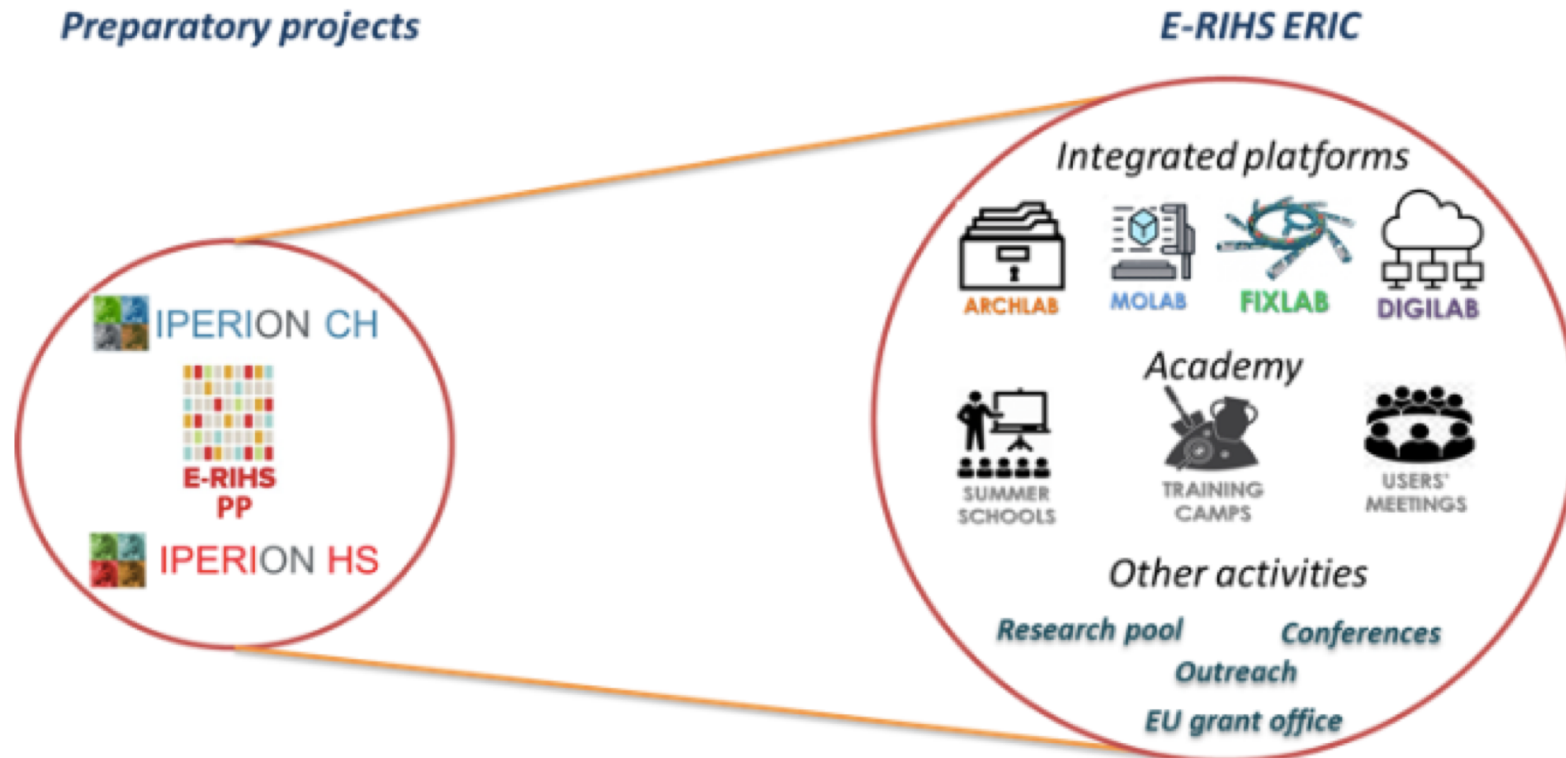 Preparatory projects
E-RIHS ERIC
IPERION CH
E-RIHS
PP
IPERION HS
Integrated platforms
ARCHLAB
MOLAB
FIXLAB
DIGILAB
Academy
SUMMER
SCHOOLS
TRAINING
CAMPS
USERS'
MEETINGS
Other activities
Research pool
Conferences
Outreach
EU grant office